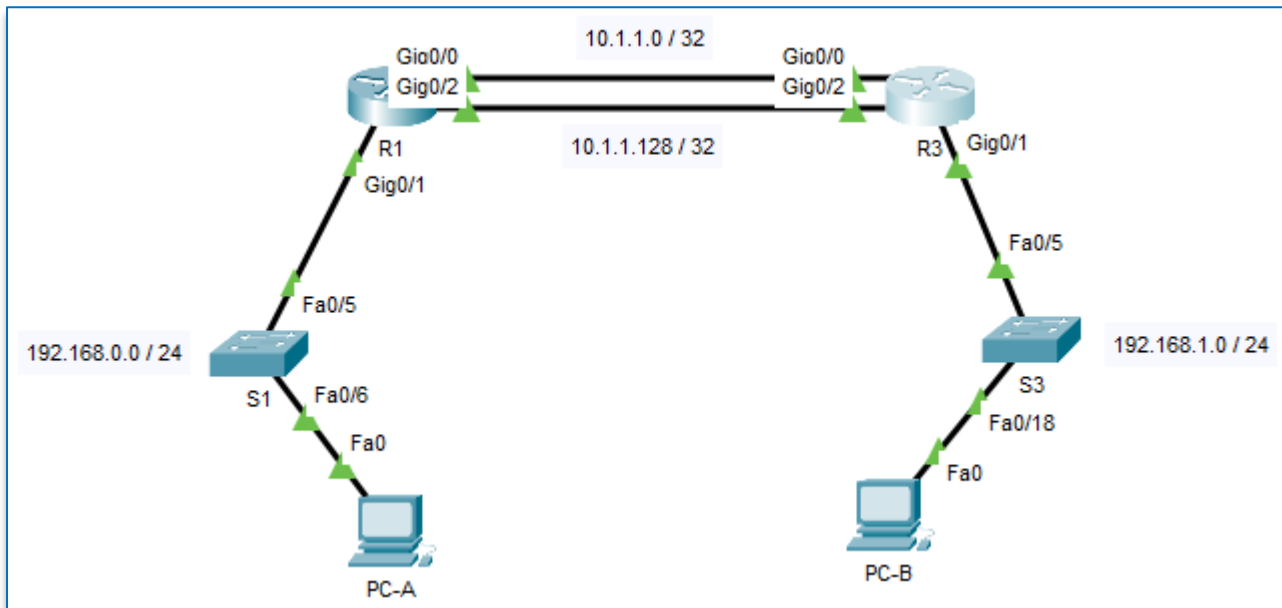 10.1.1.0 / 32
Gig0/0
Gig0/0
Gig0/2
Gig0/2
R1
10.1.1.128 / 32
R3
Gig0/1
Gig0/1
Fa0/5
Fa0/5
192.168.0.0 / 24
192.168.1.0 / 24
S1
S3
Fa0/6
Fa0/18
Fa0
Fa0
PC-A
PC-B